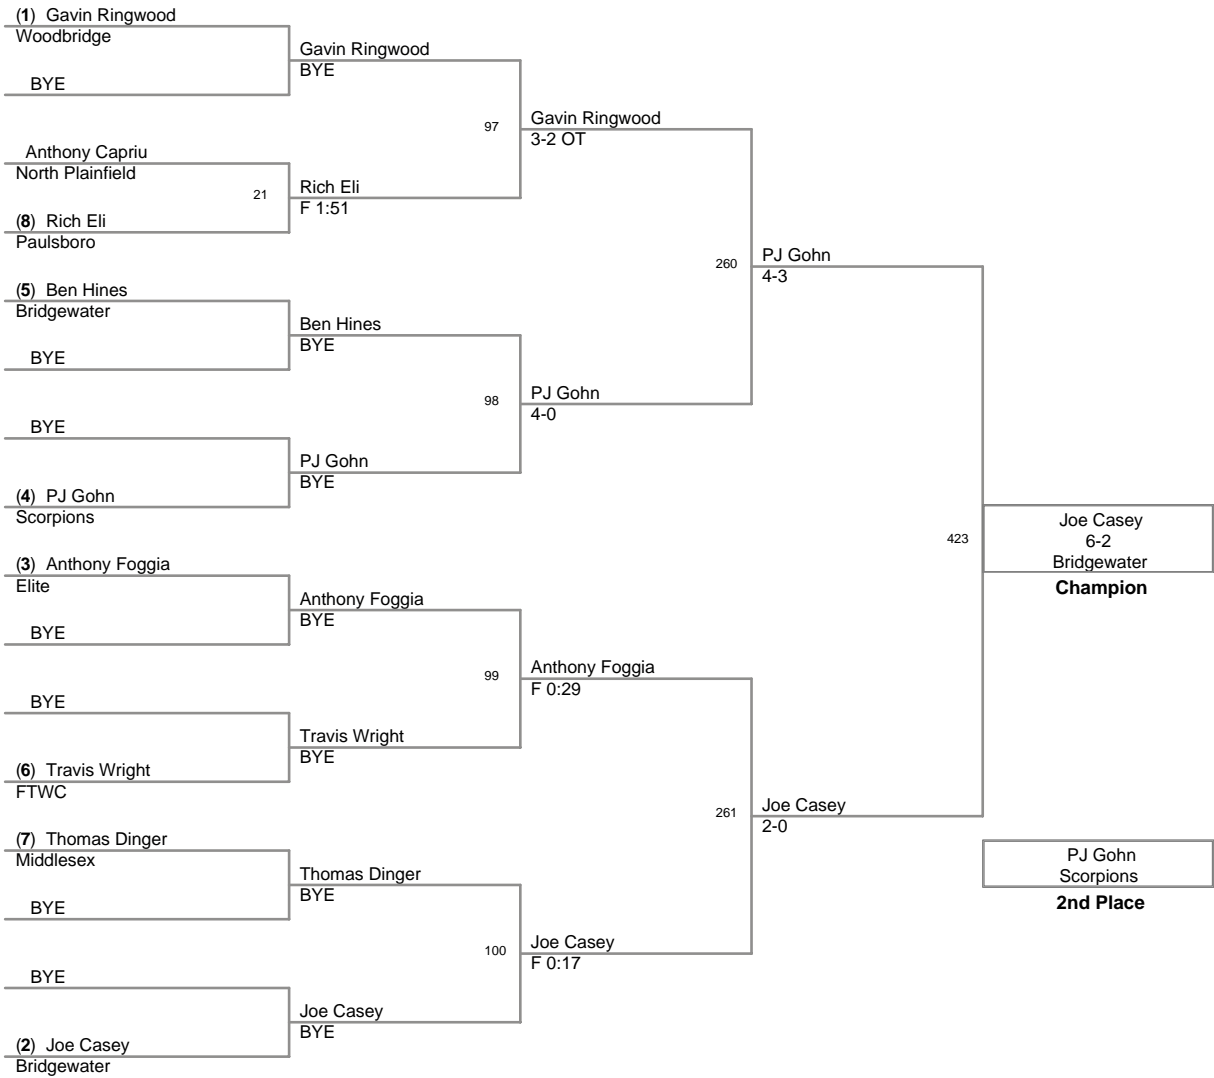 (1) Gavin Ringwood
Woodbridge
BYE
Anthony Capriu
North Plainfield
21
(8) Rich Eli
Paulsboro
(5) Ben Hines
Bridgewater
BYE
BYE
(4) PJ Gohn
Scorpions
(3) Anthony Foggia
Elite
BYE
BYE
(6) Travis Wright
FTWC
(7) Thomas Dinger
Middlesex
BYE
BYE
(2) Joe Casey
Bridgewater
Gavin Ringwood
BYE
97
Rich Eli
F 1:51
Ben Hines
BYE
98
PJ Gohn
BYE
Anthony Foggia
BYE
99
Travis Wright
BYE
Thomas Dinger
BYE
100
Joe Casey
BYE
Gavin Ringwood
3-2 OT
260
PJ Gohn
4-0
Anthony Foggia
F 0:29
261
Joe Casey
F 0:17
PJ Gohn
4-3
423
Joe Casey
2-0
Joe Casey
6-2
Bridgewater
Champion
PJ Gohn
Scorpions
2nd Place